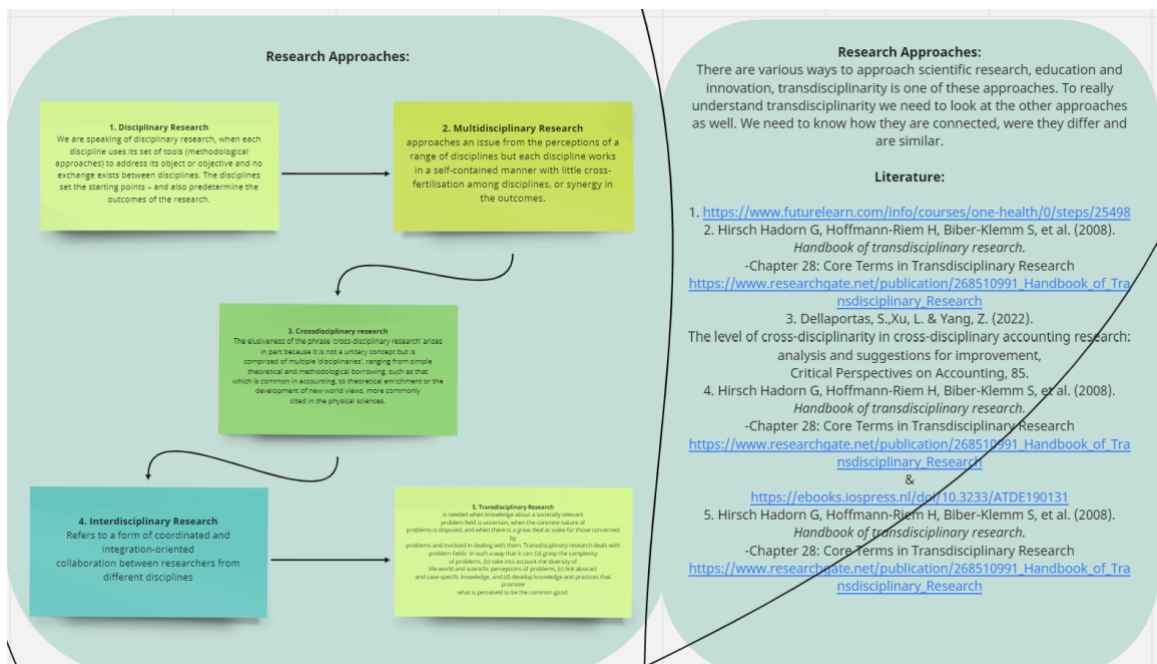 Research Approaches:
1. Disciplinary Research
We are speaking of disciplinary research, when each
discipline uses its set of tools (methodological
approaches) to address its object or objective and no
exchange exists between disciplines. The disciplines
set the starting points – and also predetermine the
outcomes of the research.
2. Multidisciplinary Research
approaches an issue from the perceptions of a
range of disciplines but each discipline works
in a self-contained manner with little cross-
fertilisation among disciplines, or synergy in
the outcomes.
3. Crossdisciplinary research
The elusiveness of the phrase 'cross-disciplinary research' arises
in part because it is not a unitary concept but is
comprised of multiple 'disciplinaries', ranging from simple
theoretical and methodological borrowing, such as that
which is common in accounting, to theoretical enrichment or the
development of new world views, more commonly
cited in the physical sciences.
4. Interdisciplinary Research
Refers to a form of coordinated and
integration-oriented
collaboration between researchers from
different disciplines
5. Transdisciplinary Research
is needed when knowledge about a societally relevant
problem field is uncertain, when the concrete nature of
problems is disputed, and when there is a great deal at stake for those concerned
by
problems and involved in dealing with them. Transdisciplinary research deals with
problem fields in such a way that it can: (a) grasp the complexity
of problems, (b) take into account the diversity of
life-world and scientific perceptions of problems, (c) link abstract
and case-specific knowledge, and (d) develop knowledge and practices that
promote
what is perceived to be the common good.
Research Approaches:
There are various ways to approach scientific research, education and
innovation, transdisciplinarity is one of these approaches. To really
understand transdisciplinarity we need to look at the other approaches
as well. We need to know how they are connected, were they differ and
are similar.
Literature:
1. https://www.futurelearn.com/info/courses/one-health/0/steps/25498
2. Hirsch Hadorn G, Hoffmann-Riem H, Biber-Klemm S, et al. (2008).
Handbook of transdisciplinary research.
-Chapter 28: Core Terms in Transdisciplinary Research
https://www.researchgate.net/publication/268510991_Handbook_of_Tra
nsdisciplinary_Research
3. Dellaportas, S.,Xu, L. & Yang, Z. (2022).
The level of cross-disciplinarity in cross-disciplinary accounting research:
analysis and suggestions for improvement,
Critical Perspectives on Accounting, 85.
4. Hirsch Hadorn G, Hoffmann-Riem H, Biber-Klemm S, et al. (2008).
Handbook of transdisciplinary research.
-Chapter 28: Core Terms in Transdisciplinary Research
https://www.researchgate.net/publication/268510991_Handbook_of_Tra
nsdisciplinary_Research
&
https://ebooks.iospress.nl/doi/10.3233/ATDE190131
5. Hirsch Hadorn G, Hoffmann-Riem H, Biber-Klemm S, et al. (2008).
Handbook of transdisciplinary research.
-Chapter 28: Core Terms in Transdisciplinary Research
https://www.researchgate.net/publication/268510991_Handbook_of_Tra
nsdisciplinary_Research